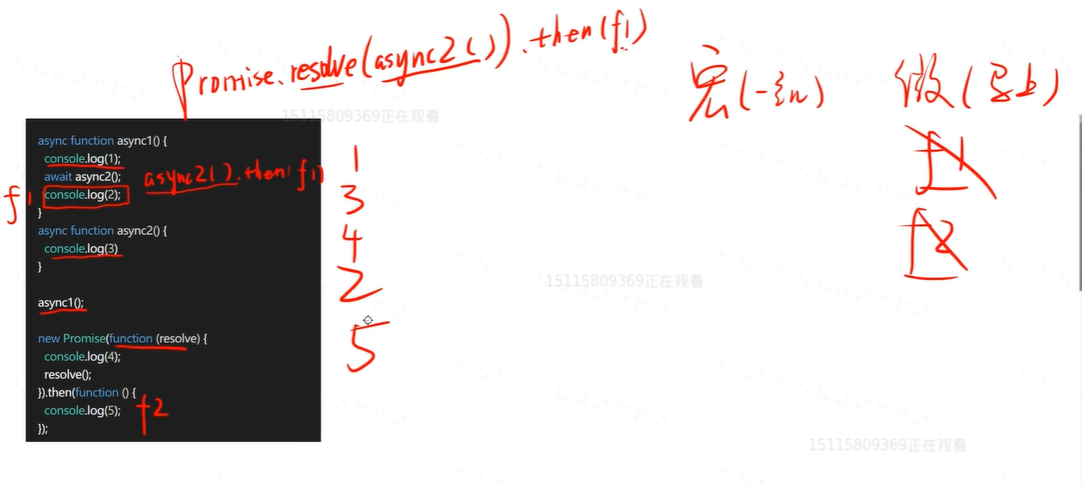 Promise.resolve(async2()).then(f1)
宏(一会儿) 微(马上)
15115809369正在观看
async function async1() {
console.log(1);
await async2(); async2().then(f1)
f1 console.log(2);
}
async function async2() {
console.log(3)
}
async1();
new Promise(function (resolve) {
console.log(4);
resolve();
}).then(function () {
console.log(5); f2
});
1
3
4
2
5
f1
f2
15115809369正在观看
15115809369正在观看